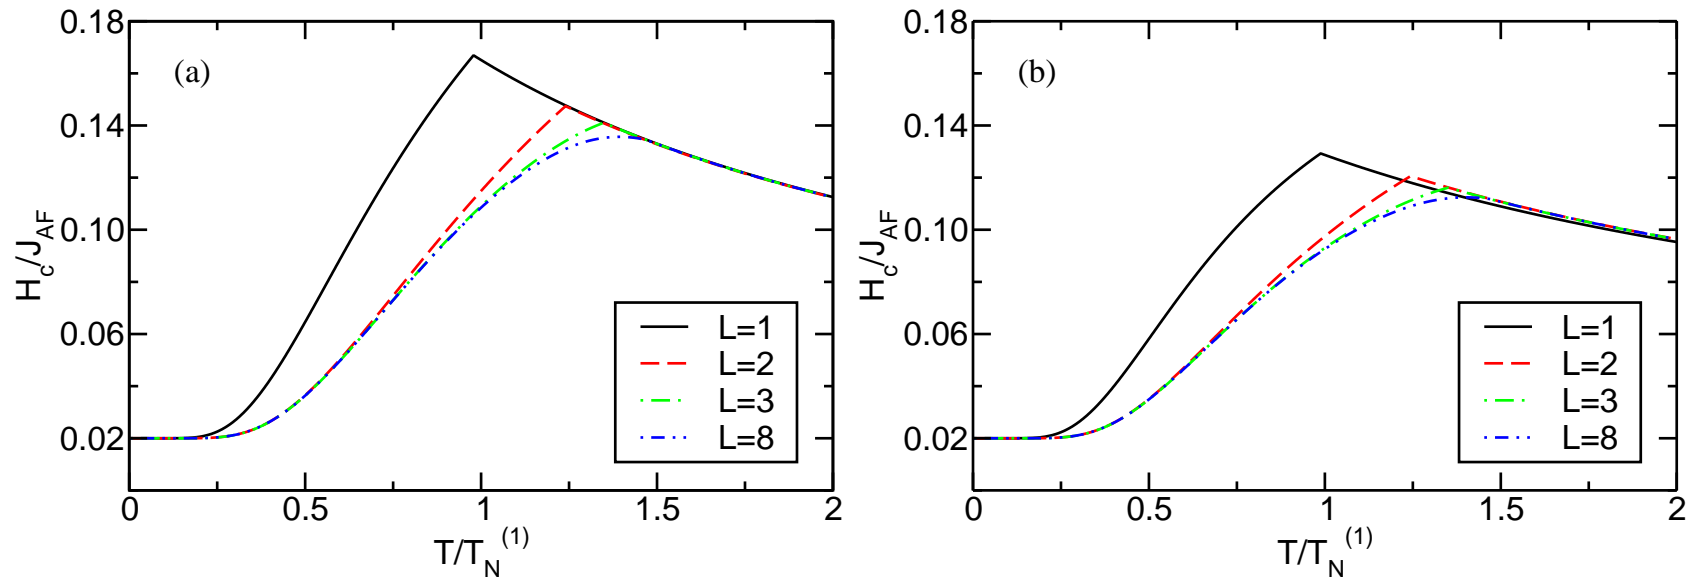 (a)
H_c/J_AF
0.18
0.14
0.10
0.06
0.02
0
0.5
1
1.5
2
T/T_N^(1)
L=1
L=2
L=3
L=8
(b)
H_c/J_AF
0.18
0.14
0.10
0.06
0.02
0
0.5
1
1.5
2
T/T_N^(1)
L=1
L=2
L=3
L=8